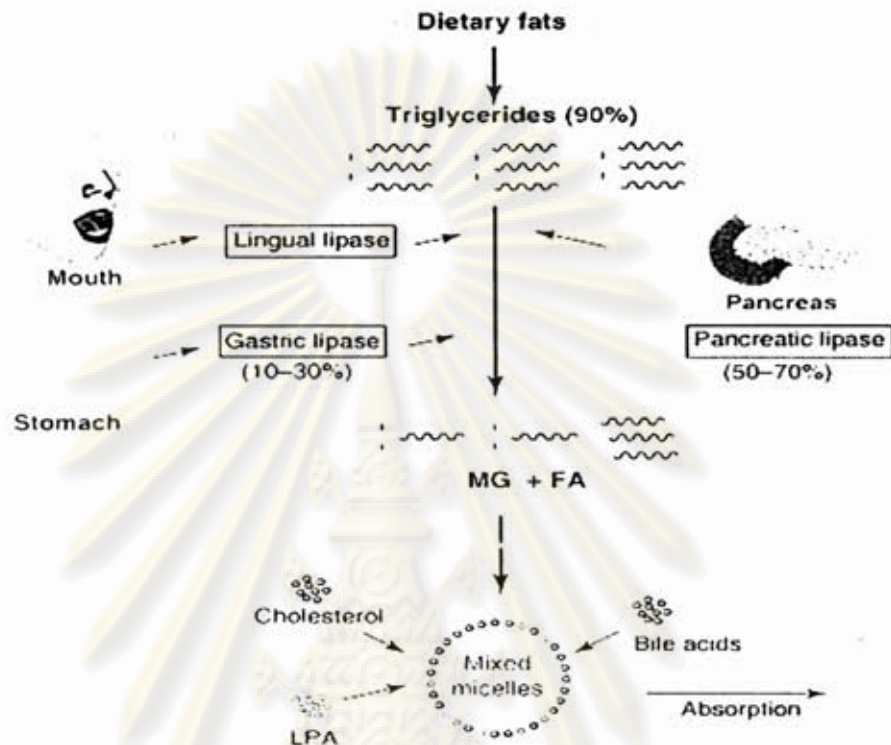 Dietary fats
Triglycerides (90%)
Lingual lipase
Mouth
Pancreas
Gastric lipase
(10–30%)
Pancreatic lipase
(50–70%)
Stomach
MG + FA
Cholesterol
Bile acids
Mixed
micelles
Absorption
LPA